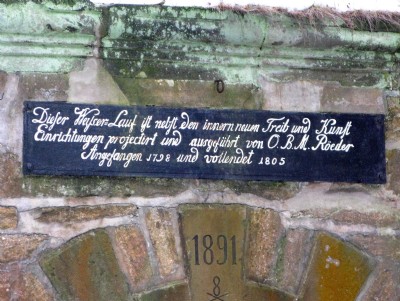 Dieser Wasser-Lauf ist nebst den innern neuen Treib und Kunst
Einrichtungen projectirt und ausgeführt von O.B.M. Roeder
Angefangen 1798 und vollendet 1805
1891
8